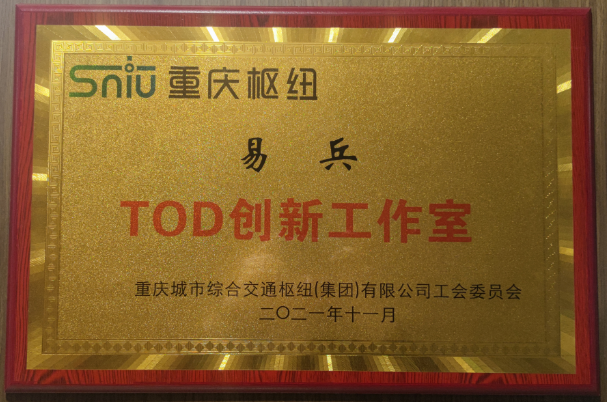 Sniu 重庆枢纽
易 兵
TOD创新工作室
重庆城市综合交通枢纽(集团)有限公司工会委员会
二〇二一年十一月